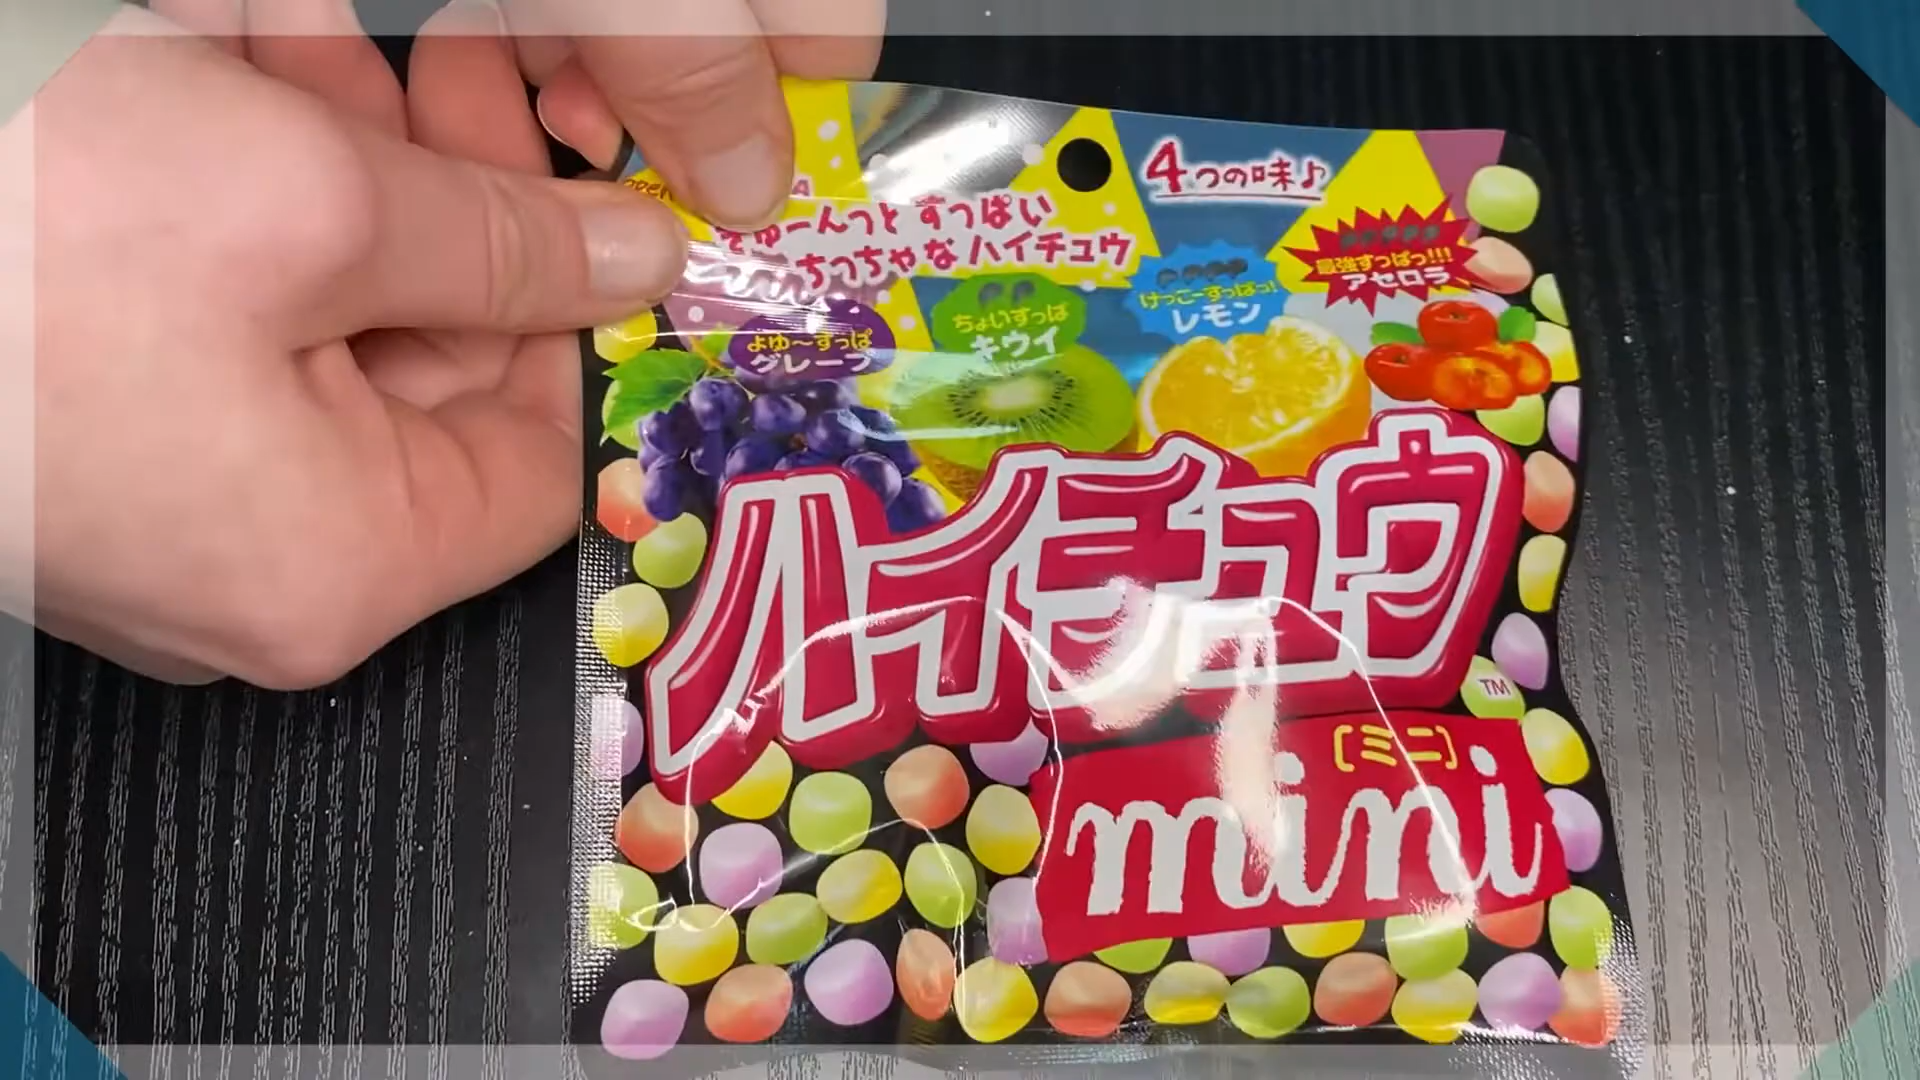 4つの味♪
すっぱい
ちっちゃなハイチュウ
よゆ〜すっぱ
グレープ
ちょいすっぱ
キウイ
けっこーすっぱっ!
レモン
最強すっぱっ!!!
アセロラ
ハイチュウ
TM
[ミニ]
mini